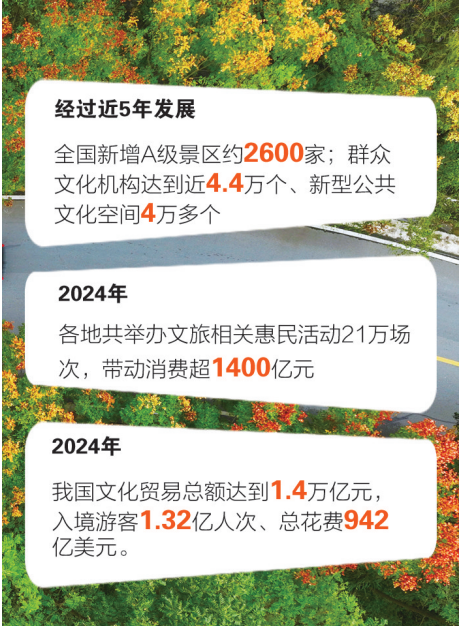 经过近5年发展
全国新增A级景区约2600家；群众
文化机构达到近4.4万个、新型公共
文化空间4万多个
2024年
各地共举办文旅相关惠民活动21万场
次，带动消费超1400亿元
2024年
我国文化贸易总额达到1.4万亿元，
入境游客1.32亿人次、总花费942
亿美元。